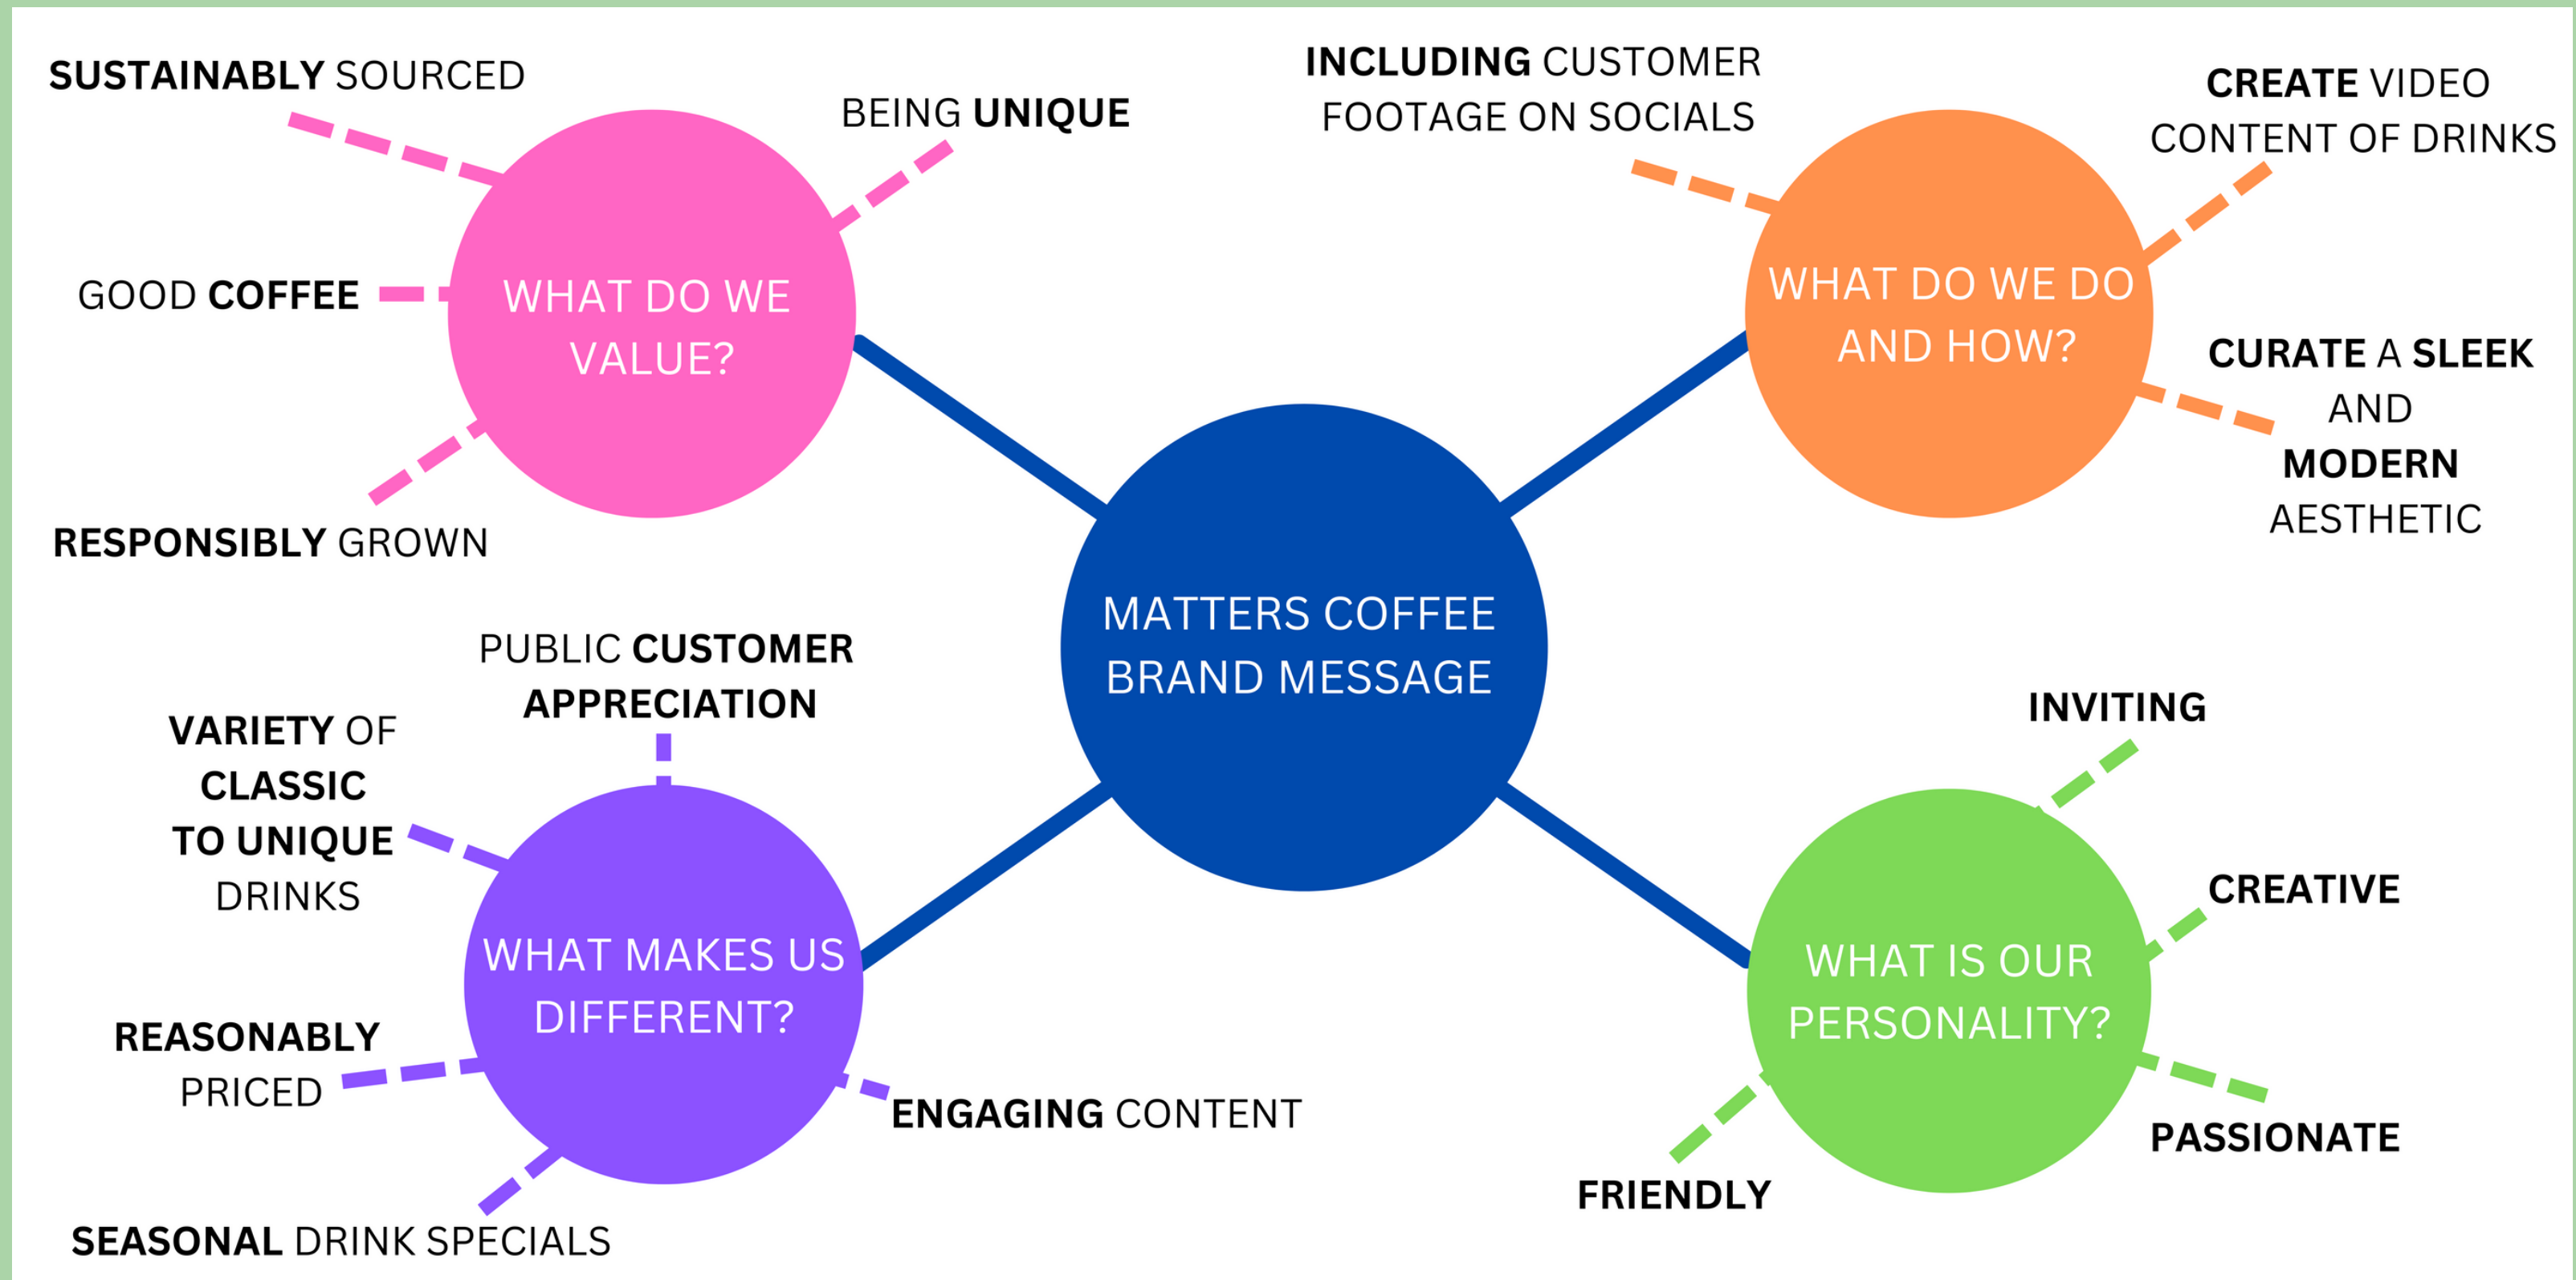 SUSTAINABLY SOURCED
BEING UNIQUE
GOOD COFFEE
WHAT DO WE
VALUE?
RESPONSIBLY GROWN
INCLUDING CUSTOMER
FOOTAGE ON SOCIALS
CREATE VIDEO
CONTENT OF DRINKS
WHAT DO WE DO
AND HOW?
CURATE A SLEEK
AND
MODERN
AESTHETIC
MATTERS COFFEE
BRAND MESSAGE
PUBLIC CUSTOMER
APPRECIATION
VARIETY OF
CLASSIC
TO UNIQUE
DRINKS
WHAT MAKES US
DIFFERENT?
REASONABLY
PRICED
ENGAGING CONTENT
SEASONAL DRINK SPECIALS
INVITING
CREATIVE
WHAT IS OUR
PERSONALITY?
PASSIONATE
FRIENDLY